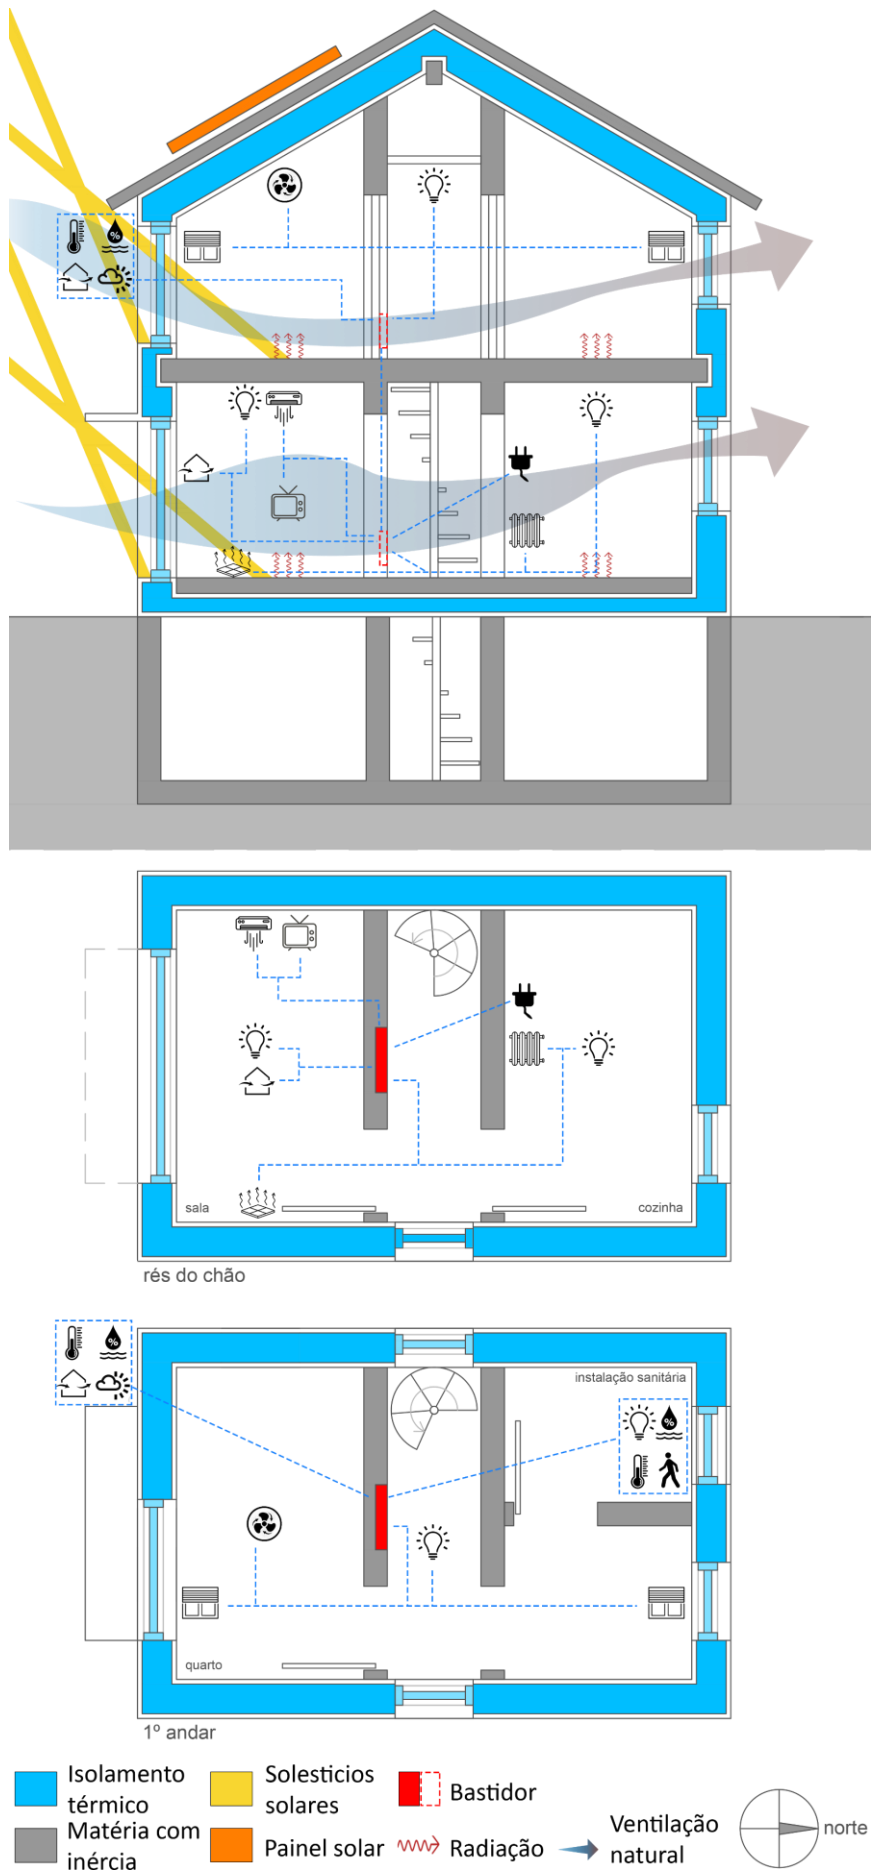 %
sala
cozinha
rés do chão
%
instalação sanitária
%
quarto
1º andar
Isolamento
térmico
Solestícios
solares
Bastidor
Matéria com
inércia
Painel solar
Radiação
Ventilação
natural
norte